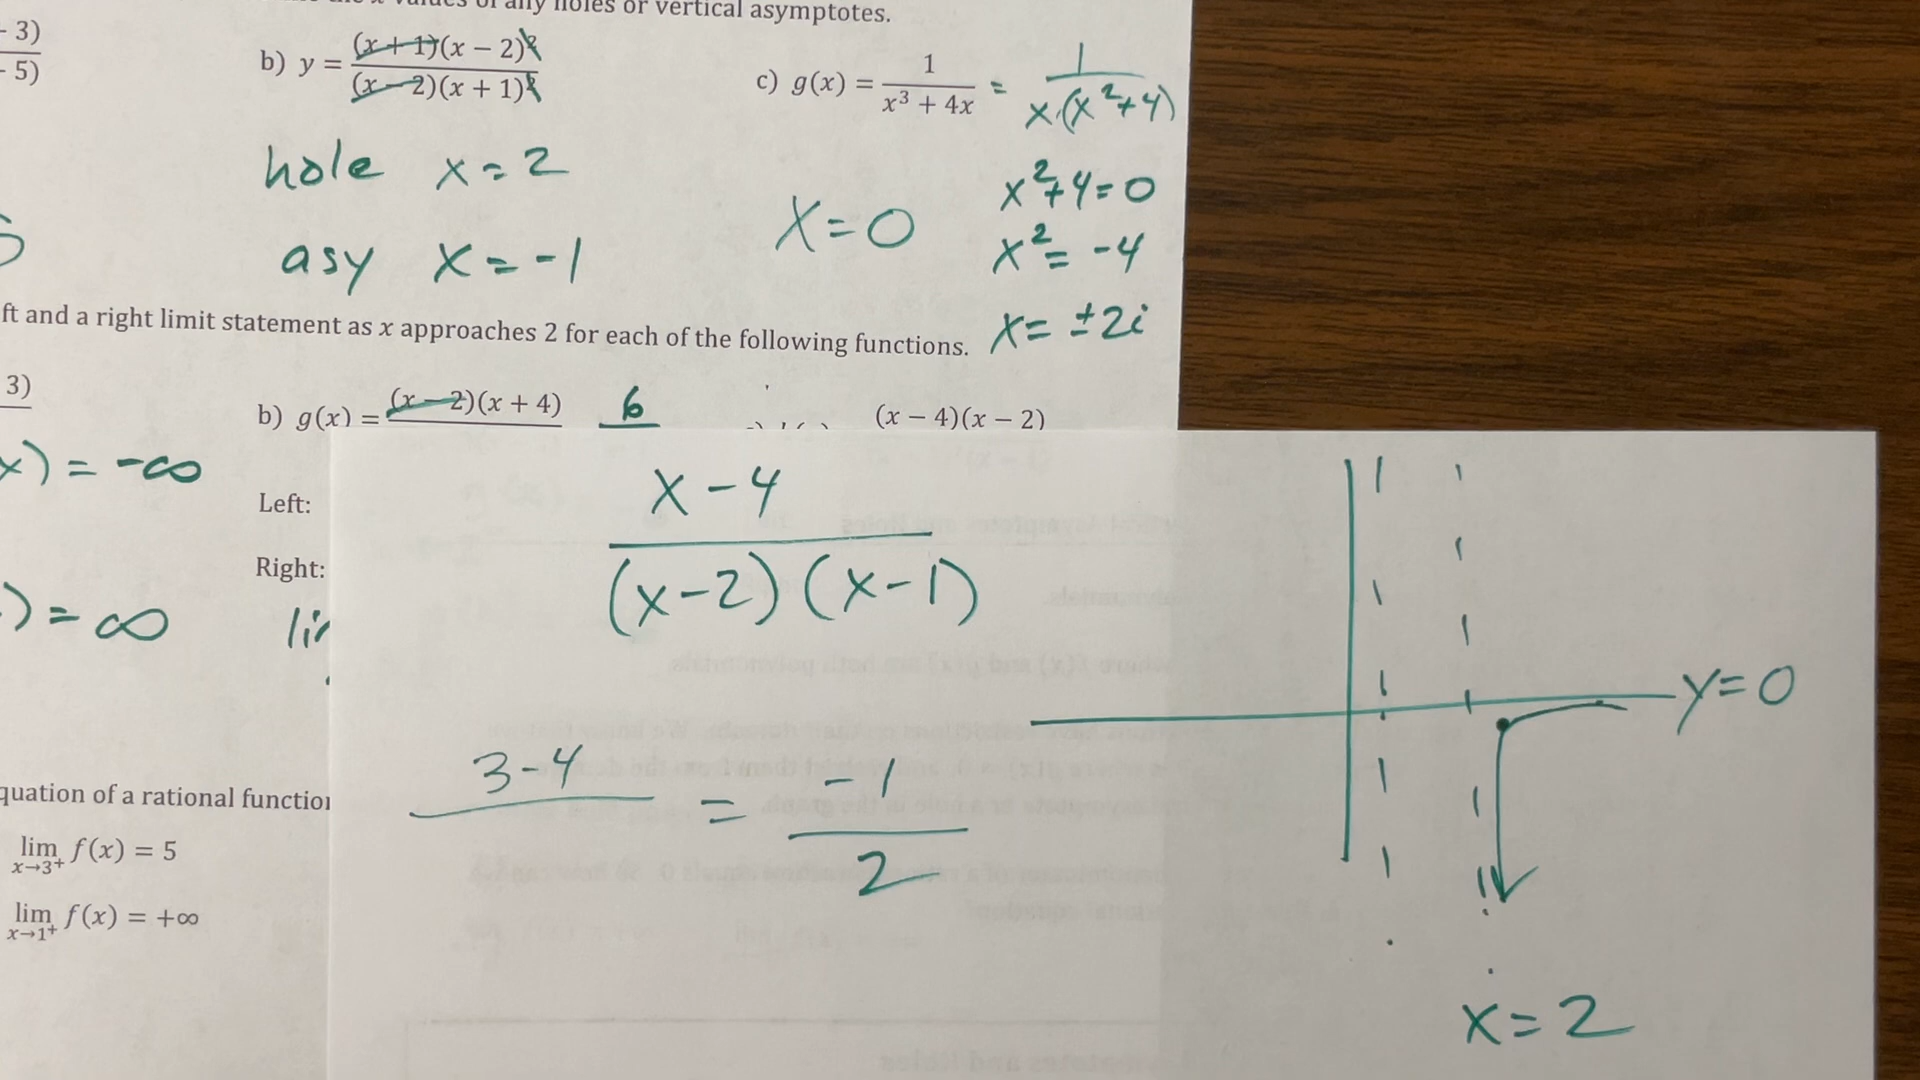 values of any holes or vertical asymptotes.
- 3)
- 5)
b) y = (x + 1)(x − 2)²
(x − 2)(x + 1)²
c) g(x) = 1
x³ + 4x
= 1
x·(x²+4)
hole x = 2
asy x = -1
x = 0
x²+4=0
x² = -4
x = ±2i
ft and a right limit statement as x approaches 2 for each of the following functions.
3)
b) g(x) = (x − 2)(x + 4)
6
(x − 4)(x − 2)
x) = -∞
Left:
Right:
) = ∞
lim
x - 4
(x-2)(x-1)
3-4
= -1
2
y=0
x=2
quation of a rational function
lim f(x) = 5
x→3⁺
lim f(x) = +∞
x→1⁺